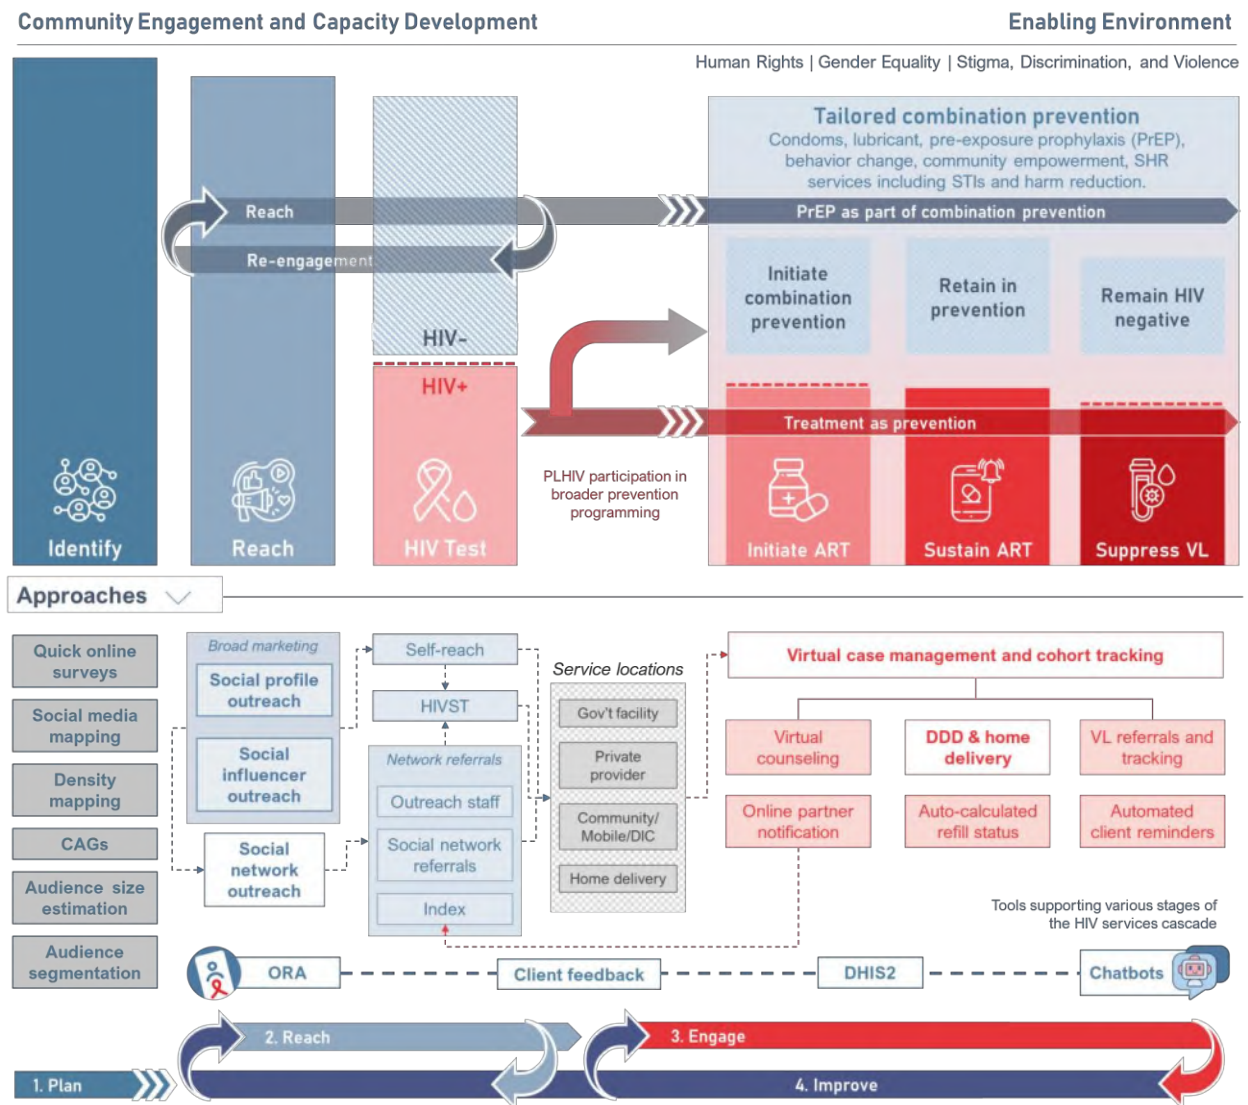 Community Engagement and Capacity Development
Enabling Environment
Human Rights | Gender Equality | Stigma, Discrimination, and Violence
Tailored combination prevention
Condoms, lubricant, pre-exposure prophylaxis (PrEP),
behavior change, community empowerment, SHR
services including STIs and harm reduction.
Reach
PrEP as part of combination prevention
Re-engagement
Initiate
combination
prevention
Retain in
prevention
Remain HIV
negative
HIV-
HIV+
Treatment as prevention
PLHIV participation in
broader prevention
programming
Identify
Reach
HIV Test
Initiate ART
Sustain ART
Suppress VL
Approaches
Quick online
surveys
Social media
mapping
Density
mapping
CAGs
Audience size
estimation
Audience
segmentation
Broad marketing
Social profile
outreach
Social
influencer
outreach
Social
network
outreach
Self-reach
HIVST
Network referrals
Outreach staff
Social network
referrals
Index
Service locations
Gov't facility
Private
provider
Community/
Mobile/DIC
Home delivery
Virtual case management and cohort tracking
Virtual
counseling
DDD & home
delivery
VL referrals and
tracking
Online partner
notification
Auto-calculated
refill status
Automated
client reminders
Tools supporting various stages of
the HIV services cascade
ORA
Client feedback
DHIS2
Chatbots
2. Reach
3. Engage
1. Plan
4. Improve